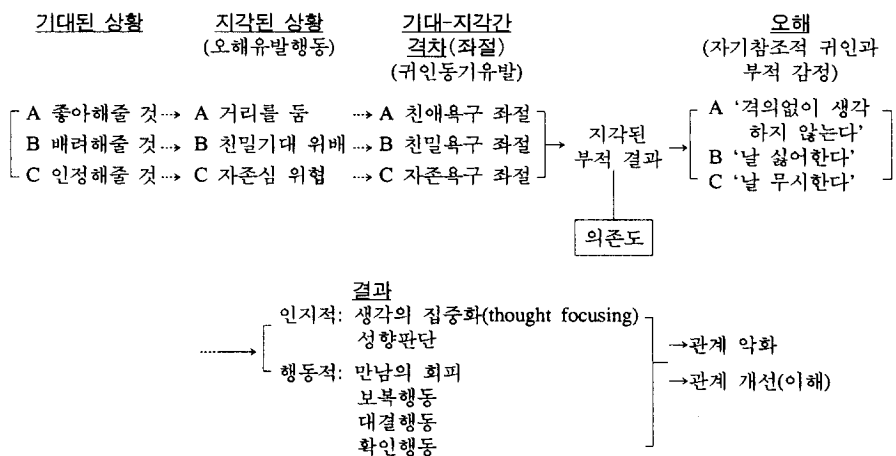 기대된 상황 지각된 상황 기대-지각간 오해
(오해유발행동) 격차(좌절) (자기참조적 귀인과
(귀인동기유발) 부적 감정)
A 좋아해줄 것 → A 거리를 둠 → A 친애욕구 좌절
B 배려해줄 것 → B 친밀기대 위배 → B 친밀욕구 좌절
C 인정해줄 것 → C 자존심 위협 → C 자존욕구 좌절
→ 지각된
부적 결과 →
A ‘격의없이 생각
하지 않는다’
B ‘날 싫어한다’
C ‘날 무시한다’
의존도
결과
인지적: 생각의 집중화(thought focusing)
성향판단
행동적: 만남의 회피
보복행동
대결행동
확인행동
→관계 악화
→관계 개선(이해)